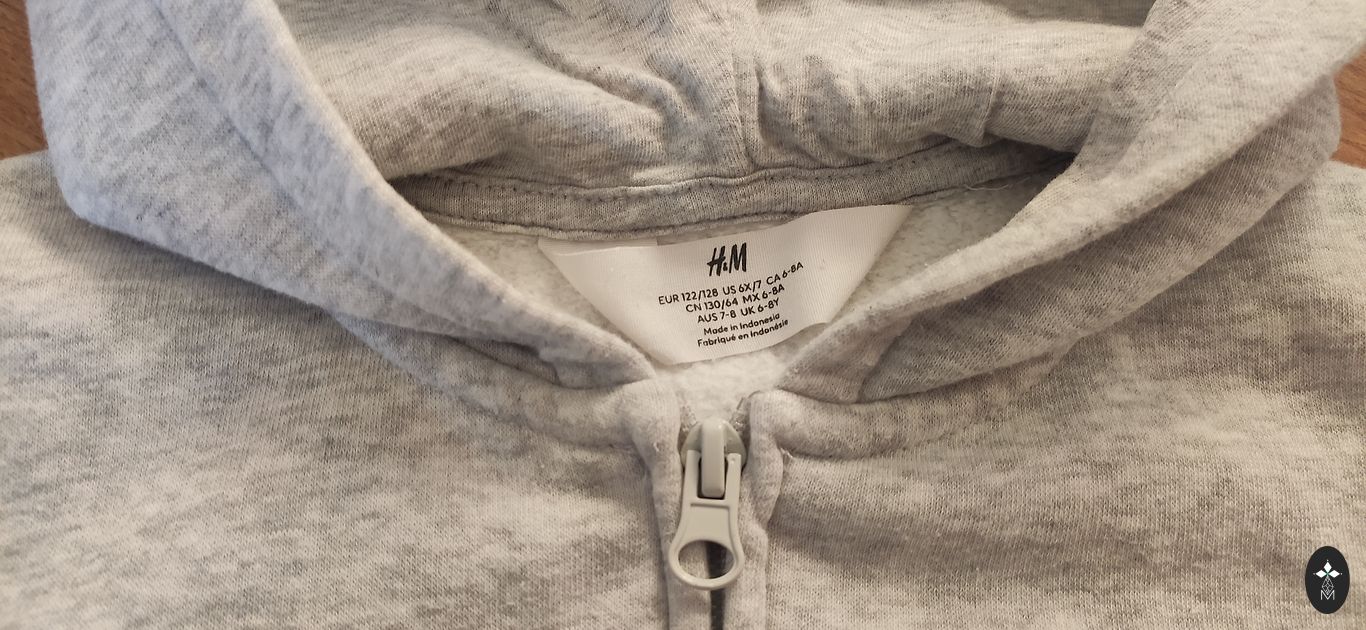 H&M
EUR 122/128 US 6X/7 CA 6-8A
CN 130/64 MX 6-8A
AUS 7-8 UK 6-8Y
Made in Indonesia
Fabriqué en Indonésie
M